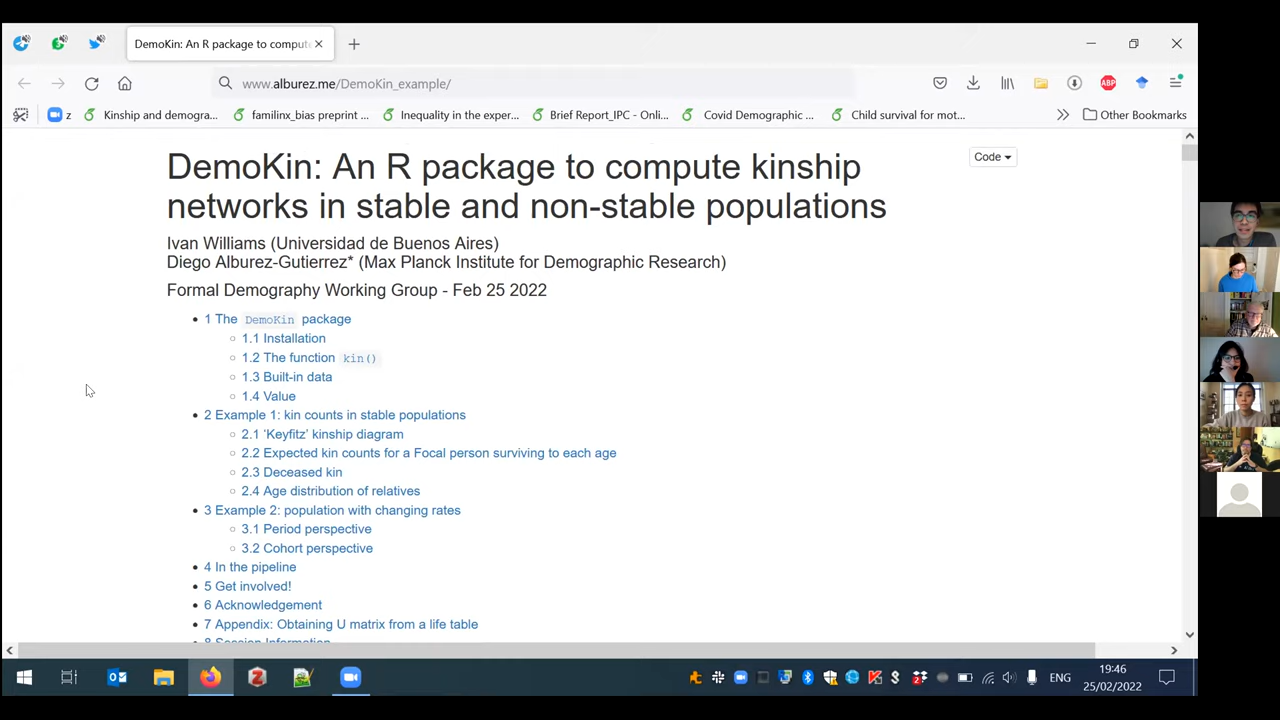 DemoKin: An R package to comput
www.alburez.me/DemoKin_example/
z
Kinship and demogra...
familinx_bias preprint ...
Inequality in the exper...
Brief Report_IPC - Onli...
Covid Demographic ...
Child survival for mot...
Other Bookmarks
DemoKin: An R package to compute kinship
networks in stable and non-stable populations
Code
Ivan Williams (Universidad de Buenos Aires)
Diego Alburez-Gutierrez* (Max Planck Institute for Demographic Research)
Formal Demography Working Group - Feb 25 2022
1 The DemoKin package
1.1 Installation
1.2 The function kin()
1.3 Built-in data
1.4 Value
2 Example 1: kin counts in stable populations
2.1 ‘Keyfitz’ kinship diagram
2.2 Expected kin counts for a Focal person surviving to each age
2.3 Deceased kin
2.4 Age distribution of relatives
3 Example 2: population with changing rates
3.1 Period perspective
3.2 Cohort perspective
4 In the pipeline
5 Get involved!
6 Acknowledgement
7 Appendix: Obtaining U matrix from a life table
8 Session Information
ABP
ENG
19:46
25/02/2022